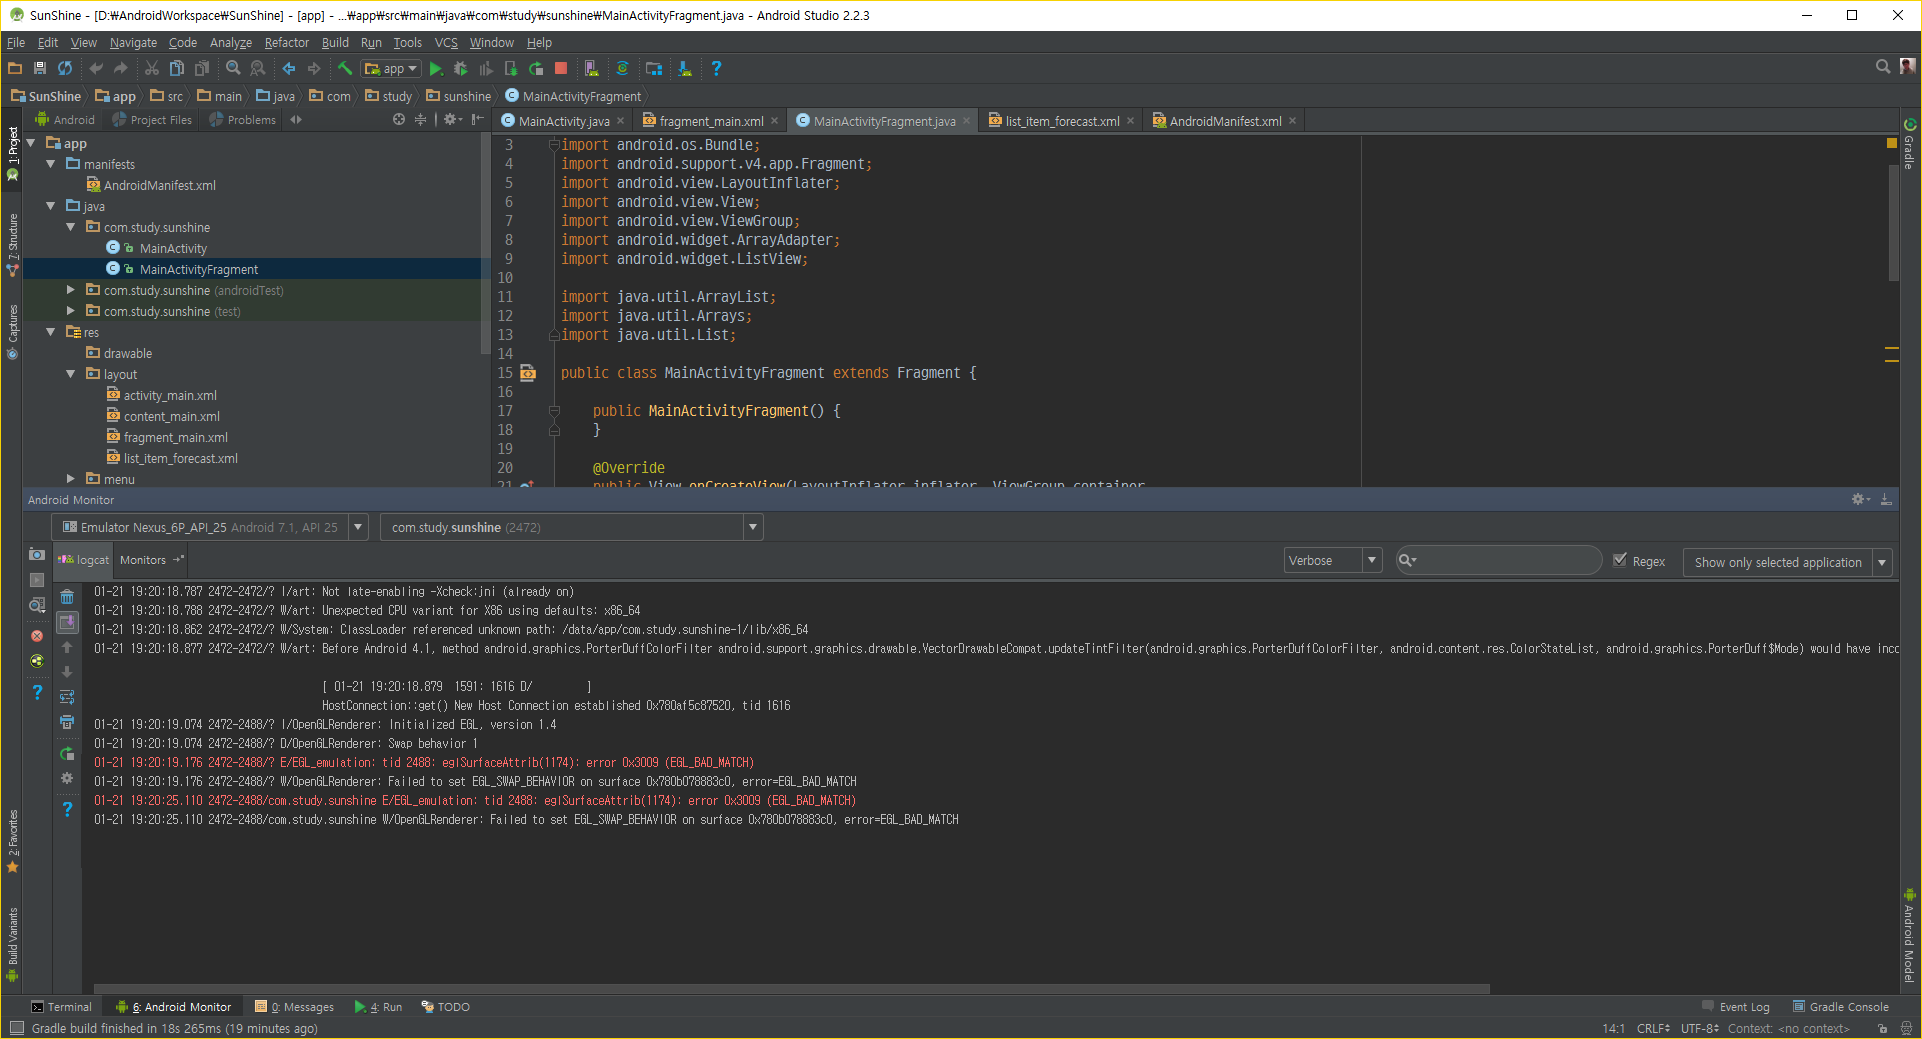 SunShine - [D:₩AndroidWorkspace₩SunShine] - [app] - ...₩app₩src₩main₩java₩com₩study₩sunshine₩MainActivityFragment.java - Android Studio 2.2.3
File Edit View Navigate Code Analyze Refactor Build Run Tools VCS Window Help
app
SunShine app src main java com study sunshine MainActivityFragment
Android Project Files Problems
MainActivity.java fragment_main.xml MainActivityFragment.java list_item_forecast.xml AndroidManifest.xml
1: Project
7: Structure
Captures
2: Favorites
Build Variants
app
manifests
AndroidManifest.xml
java
com.study.sunshine
MainActivity
MainActivityFragment
com.study.sunshine (androidTest)
com.study.sunshine (test)
res
drawable
layout
activity_main.xml
content_main.xml
fragment_main.xml
list_item_forecast.xml
menu
3 import android.os.Bundle;
4 import android.support.v4.app.Fragment;
5 import android.view.LayoutInflater;
6 import android.view.View;
7 import android.view.ViewGroup;
8 import android.widget.ArrayAdapter;
9 import android.widget.ListView;
10
11 import java.util.ArrayList;
12 import java.util.Arrays;
13 import java.util.List;
14
15 public class MainActivityFragment extends Fragment {
16
17 public MainActivityFragment() {
18 }
19
20 @Override
21 public View onCreateView(LayoutInflater inflater, ViewGroup container
Gradle
Android Model
Android Monitor
Emulator Nexus_6P_API_25 Android 7.1, API 25 com.study.sunshine (2472)
logcat Monitors Verbose Regex Show only selected application
01-21 19:20:18.787 2472-2472/? I/art: Not late-enabling -Xcheck:jni (already on)
01-21 19:20:18.788 2472-2472/? W/art: Unexpected CPU variant for X86 using defaults: x86_64
01-21 19:20:18.862 2472-2472/? W/System: ClassLoader referenced unknown path: /data/app/com.study.sunshine-1/lib/x86_64
01-21 19:20:18.877 2472-2472/? W/art: Before Android 4.1, method android.graphics.PorterDuffColorFilter android.support.graphics.drawable.VectorDrawableCompat.updateTintFilter(android.graphics.PorterDuffColorFilter, android.content.res.ColorStateList, android.graphics.PorterDuff$Mode) would have inco
[ 01-21 19:20:18.879 1591: 1616 D/ ]
HostConnection::get() New Host Connection established 0x780af5c87520, tid 1616
01-21 19:20:19.074 2472-2488/? I/OpenGLRenderer: Initialized EGL, version 1.4
01-21 19:20:19.074 2472-2488/? D/OpenGLRenderer: Swap behavior 1
01-21 19:20:19.176 2472-2488/? E/EGL_emulation: tid 2488: eglSurfaceAttrib(1174): error 0x3009 (EGL_BAD_MATCH)
01-21 19:20:19.176 2472-2488/? W/OpenGLRenderer: Failed to set EGL_SWAP_BEHAVIOR on surface 0x780b078883c0, error=EGL_BAD_MATCH
01-21 19:20:25.110 2472-2488/com.study.sunshine E/EGL_emulation: tid 2488: eglSurfaceAttrib(1174): error 0x3009 (EGL_BAD_MATCH)
01-21 19:20:25.110 2472-2488/com.study.sunshine W/OpenGLRenderer: Failed to set EGL_SWAP_BEHAVIOR on surface 0x780b078883c0, error=EGL_BAD_MATCH
Terminal 6: Android Monitor 0: Messages 4: Run TODO Event Log Gradle Console
Gradle build finished in 18s 265ms (19 minutes ago) 14:1 CRLF UTF-8 Context: <no context>